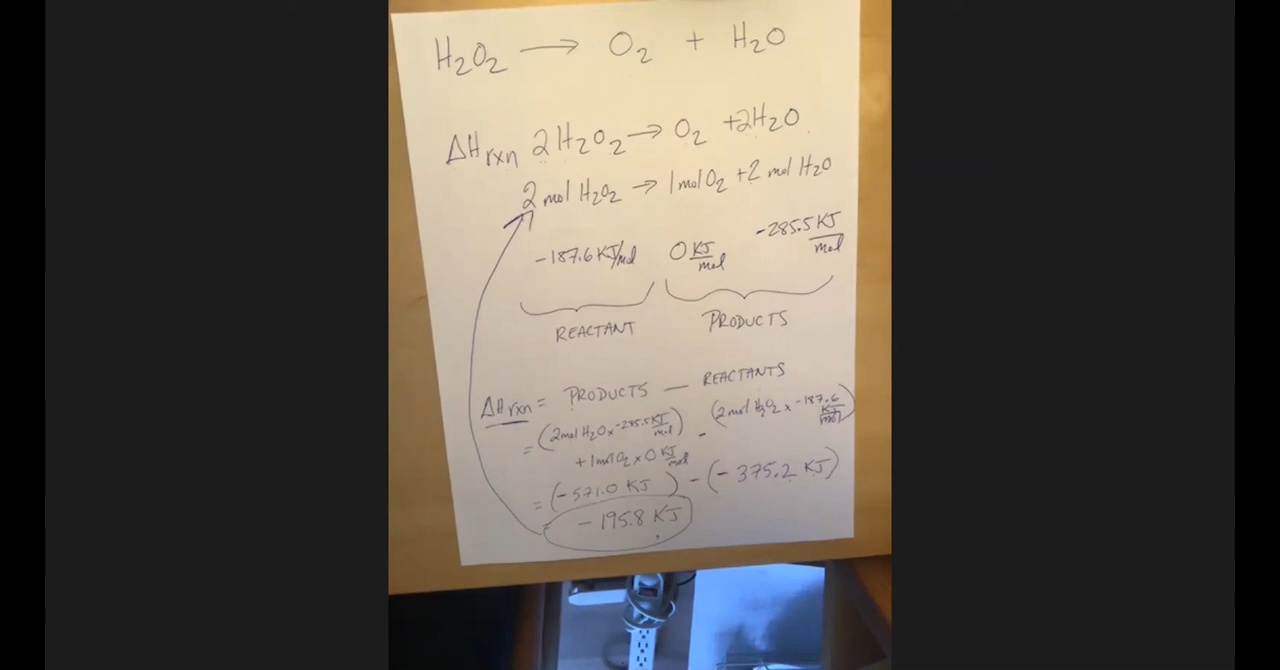 H₂O₂ → O₂ + H₂O
ΔHrxn 2H₂O₂ → O₂ + 2H₂O
2 mol H₂O₂ → 1 mol O₂ + 2 mol H₂O
-187.6 KJ/mol 0 KJ/mol -285.5 KJ/mol
REACTANT PRODUCTS
ΔHrxn = PRODUCTS — REACTANTS
= (2 mol H₂O x -285.5 KJ/mol + 1 mol O₂ x 0 KJ/mol) - (2 mol H₂O₂ x -187.6 KJ/mol)
= (-571.0 KJ) - (-375.2 KJ)
= -195.8 KJ